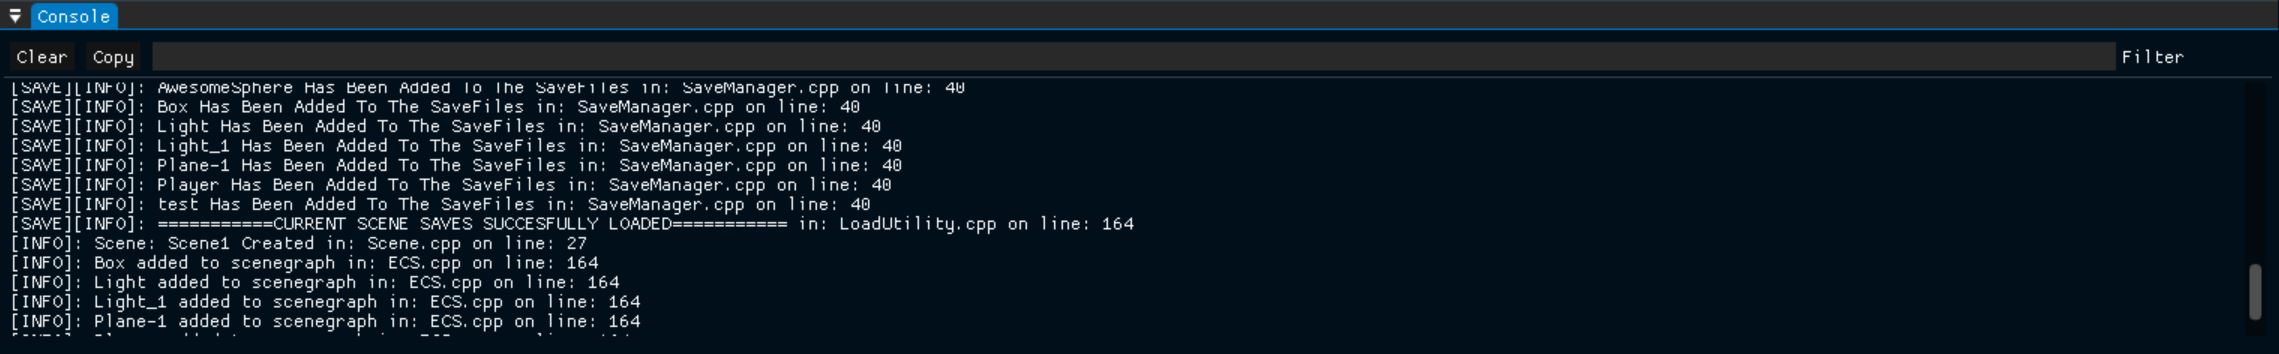 Console
Clear Copy Filter
[SAVE][INFO]: AwesomeSphere Has Been Added To The SaveFiles in: SaveManager.cpp on line: 40
[SAVE][INFO]: Box Has Been Added To The SaveFiles in: SaveManager.cpp on line: 40
[SAVE][INFO]: Light Has Been Added To The SaveFiles in: SaveManager.cpp on line: 40
[SAVE][INFO]: Light_1 Has Been Added To The SaveFiles in: SaveManager.cpp on line: 40
[SAVE][INFO]: Plane-1 Has Been Added To The SaveFiles in: SaveManager.cpp on line: 40
[SAVE][INFO]: Player Has Been Added To The SaveFiles in: SaveManager.cpp on line: 40
[SAVE][INFO]: test Has Been Added To The SaveFiles in: SaveManager.cpp on line: 40
[SAVE][INFO]: ===========CURRENT SCENE SAVES SUCCESFULLY LOADED=========== in: LoadUtility.cpp on line: 164
[INFO]: Scene: Scene1 Created in: Scene.cpp on line: 27
[INFO]: Box added to scenegraph in: ECS.cpp on line: 164
[INFO]: Light added to scenegraph in: ECS.cpp on line: 164
[INFO]: Light_1 added to scenegraph in: ECS.cpp on line: 164
[INFO]: Plane-1 added to scenegraph in: ECS.cpp on line: 164